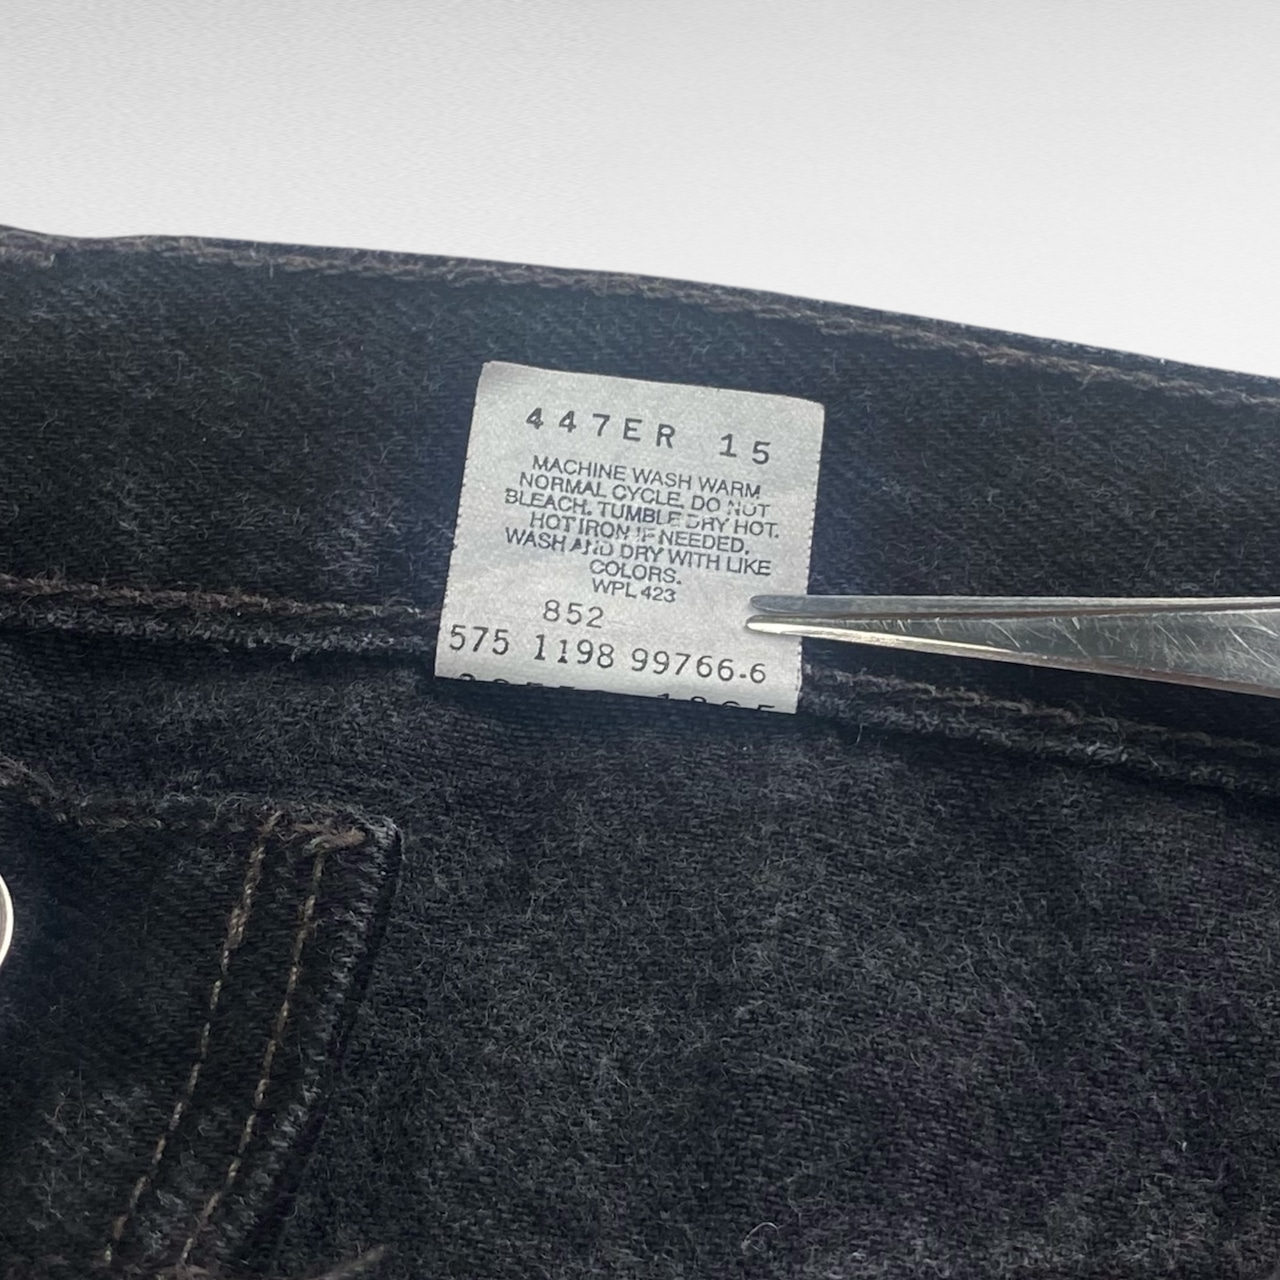 447ER 15
MACHINE WASH WARM
NORMAL CYCLE. DO NOT
BLEACH. TUMBLE DRY HOT.
HOT IRON IF NEEDED.
WASH AND DRY WITH LIKE
COLORS.
WPL 423
852
575 1198 99766-6